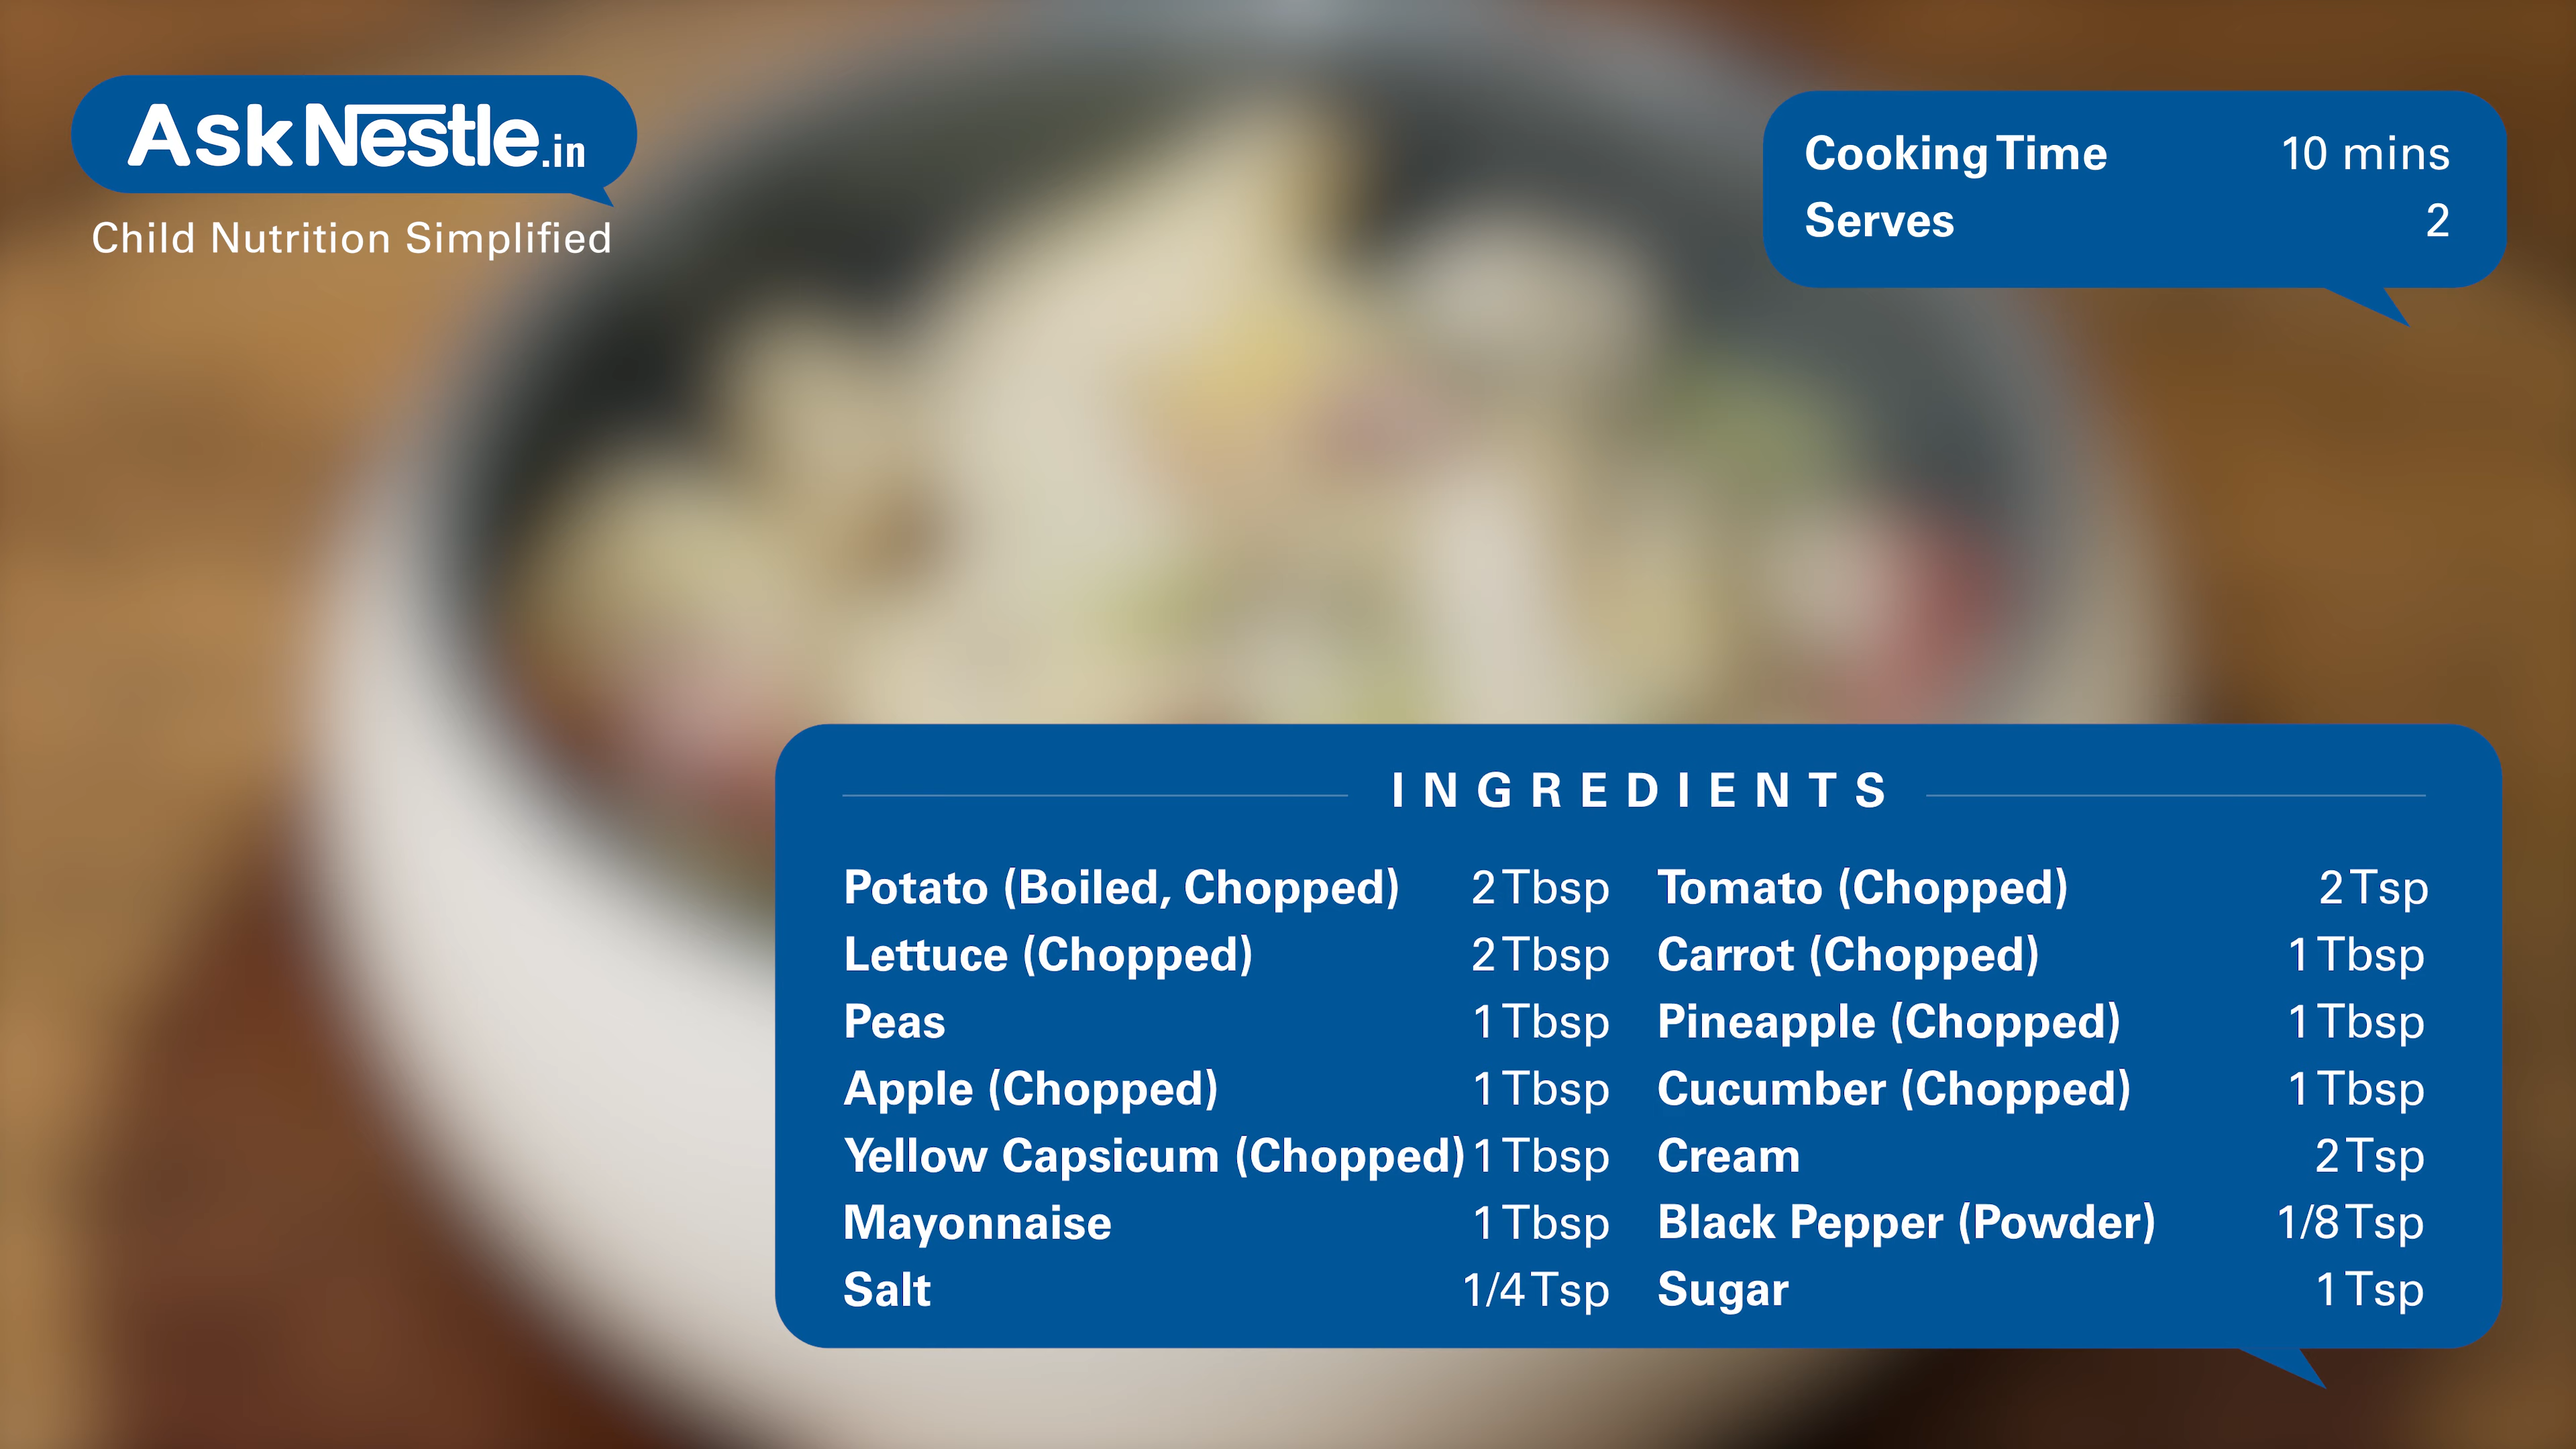 AskNestle.in
Child Nutrition Simplified
Cooking Time 10 mins
Serves 2
INGREDIENTS
Potato (Boiled, Chopped) 2 Tbsp Tomato (Chopped) 2 Tsp
Lettuce (Chopped) 2 Tbsp Carrot (Chopped) 1 Tbsp
Peas 1 Tbsp Pineapple (Chopped) 1 Tbsp
Apple (Chopped) 1 Tbsp Cucumber (Chopped) 1 Tbsp
Yellow Capsicum (Chopped) 1 Tbsp Cream 2 Tsp
Mayonnaise 1 Tbsp Black Pepper (Powder) 1/8 Tsp
Salt 1/4 Tsp Sugar 1 Tsp